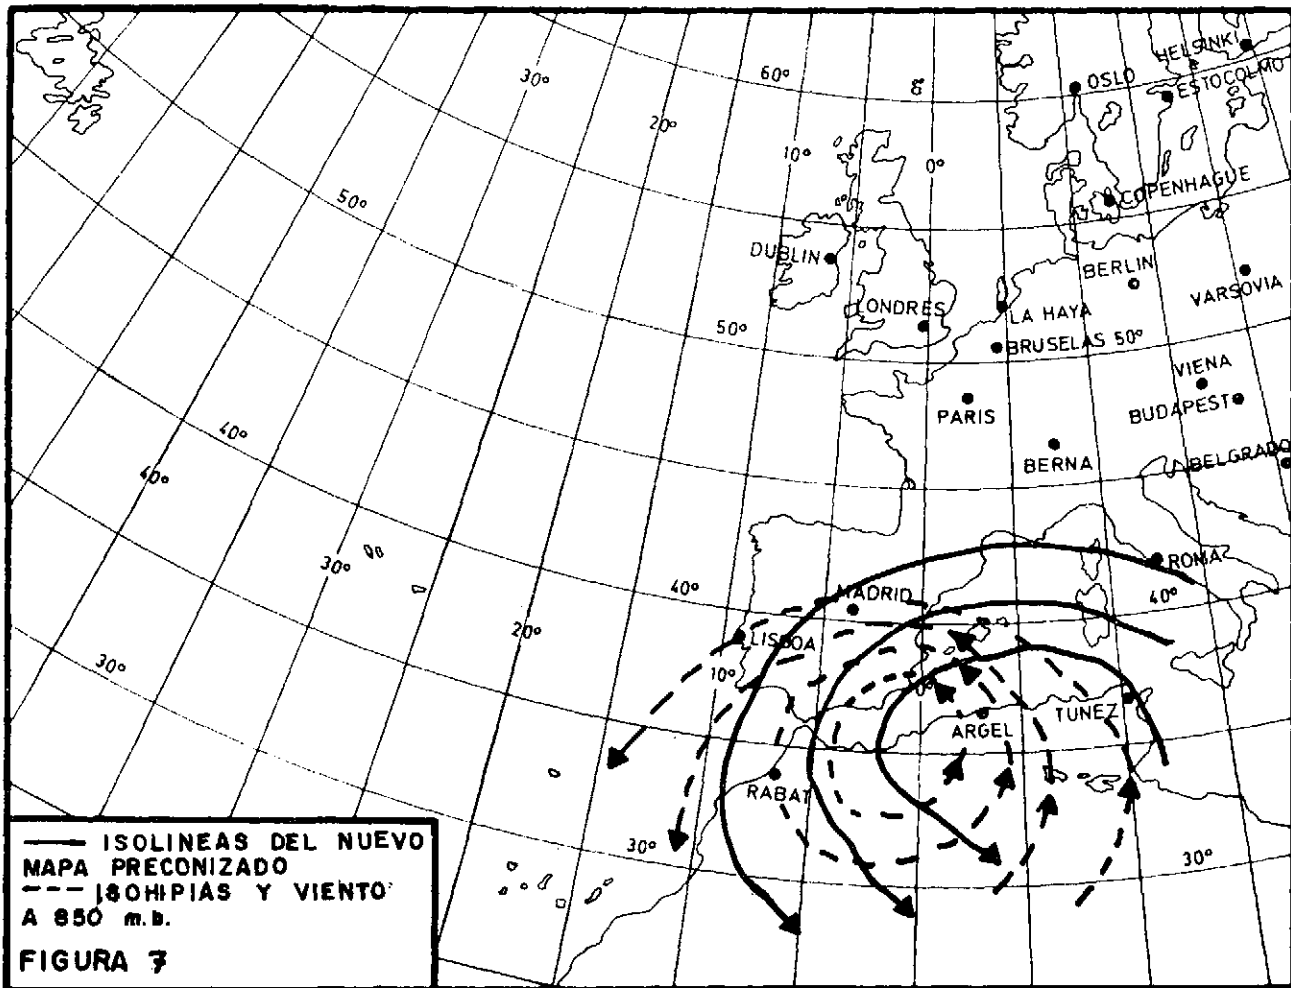 HELSINKI
60°
OSLO
30°
ESTOCOLMO
20°
10°
0°
COPENHAGUE
50°
DUBLIN
BERLIN
VARSOVIA
LONDRES
LA HAYA
50°
BRUSELAS 50°
VIENA
PARIS
BUDAPEST
40°
BERNA
BELGRADO
40°
ROMA
30°
40°
MADRID
40°
20°
LISBOA
30°
10°
0°
TUNEZ
ARGEL
RABAT
30°
30°
ISOLINEAS DEL NUEVO
MAPA PRECONIZADO
ISOHIPIAS Y VIENTO
A 850 m.b.
FIGURA 7